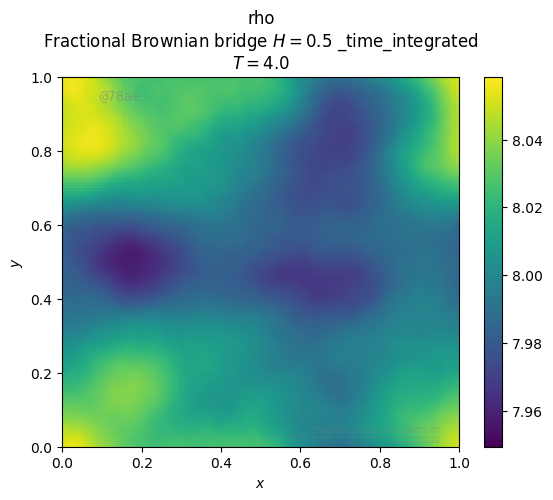 rho
Fractional Brownian bridge H = 0.5 _time_integrated
T = 4.0
@78ae
1.0
0.8
0.6
0.4
0.2
0.0
y
0.0 0.2 0.4 0.6 0.8 1.0
x
8.04
8.02
8.00
7.98
7.96